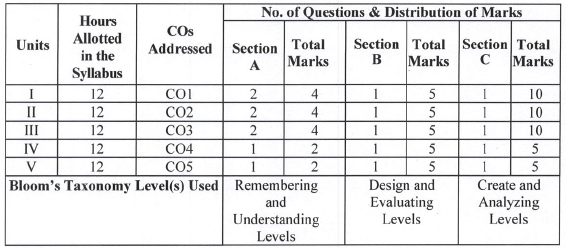 No. of Questions & Distribution of Marks
Units Hours Allotted in the Syllabus COs Addressed Section A Total Marks Section B Total Marks Section C Total Marks
I 12 CO1 2 4 1 5 1 10
II 12 CO2 2 4 1 5 1 10
III 12 CO3 2 4 1 5 1 10
IV 12 CO4 1 2 1 5 1 5
V 12 CO5 1 2 1 5 1 5
Bloom's Taxonomy Level(s) Used Remembering and Understanding Levels Design and Evaluating Levels Create and Analyzing Levels